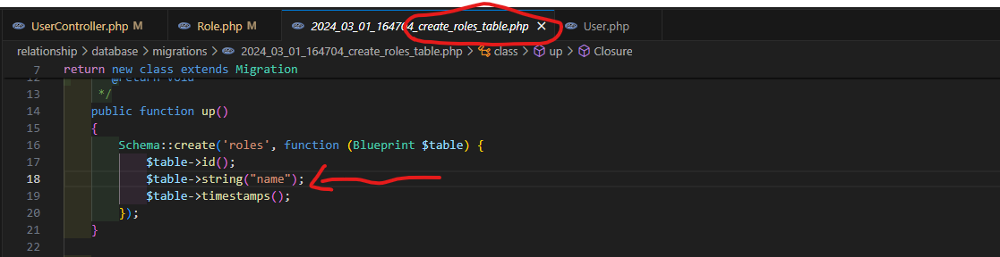 UserController.php M Role.php M 2024_03_01_164704_create_roles_table.php × User.php
relationship > database > migrations > 2024_03_01_164704_create_roles_table.php > class > up > Closure
7 return new class extends Migration
12 @return void
13 */
14 public function up()
15 {
16 Schema::create('roles', function (Blueprint $table) {
17 $table->id();
18 $table->string("name");
19 $table->timestamps();
20 });
21 }
22